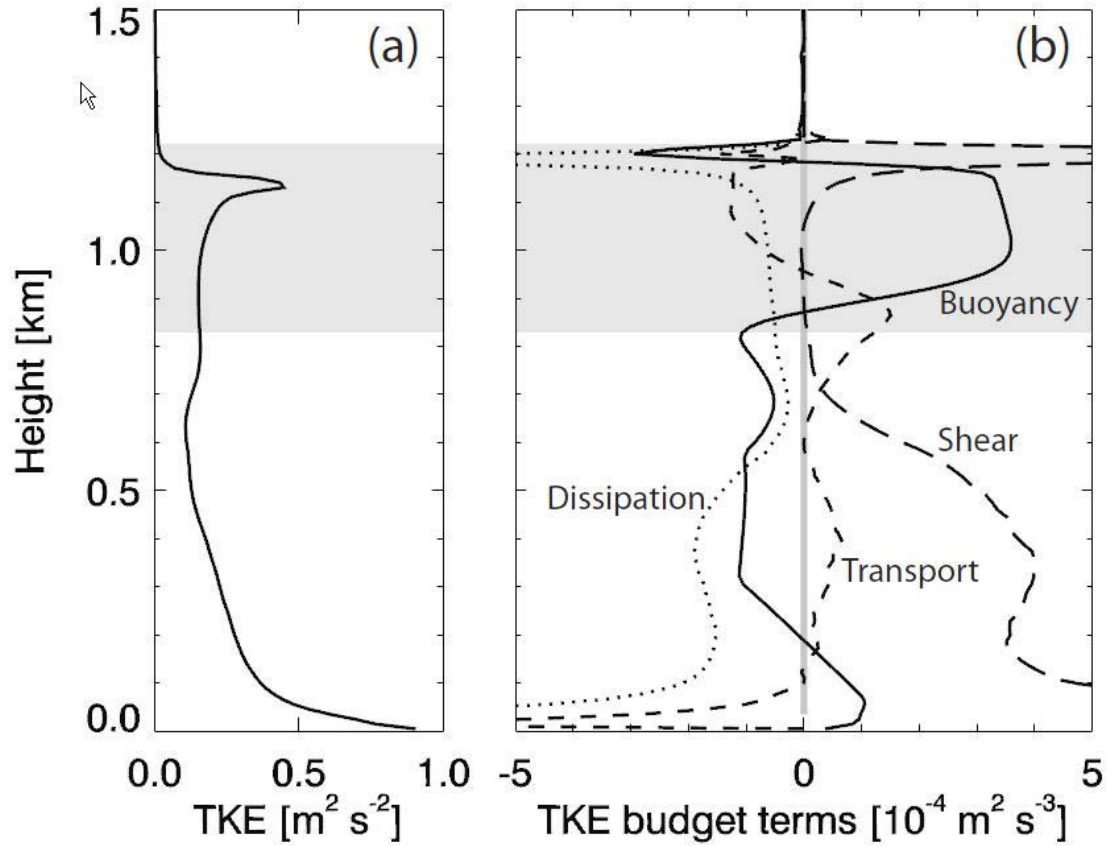 (a)
(b)
1.5
1.0
0.5
0.0
Height [km]
Buoyancy
Shear
Dissipation
Transport
0.0 0.5 1.0
-5 0 5
TKE [m² s⁻²]
TKE budget terms [10⁻⁴ m² s⁻³]